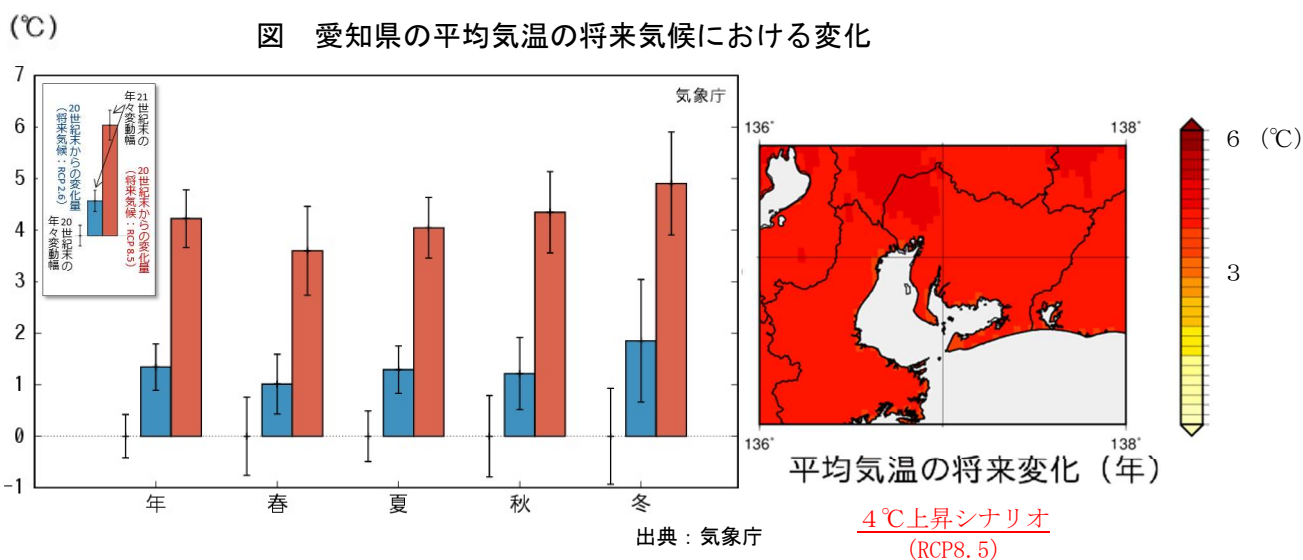 (℃)
図　愛知県の平均気温の将来気候における変化
7
6
5
4
3
2
1
0
-1
20世紀末からの変化量
(将来気候：RCP2.6)
21世紀末の
年々変動幅
20世紀末の
年々変動幅
20世紀末からの変化量
(将来気候：RCP8.5)
気象庁
年
春
夏
秋
冬
出典：気象庁
136°
138°
136°
138°
6 (℃)
3
平均気温の将来変化（年）
4℃上昇シナリオ
(RCP8.5)